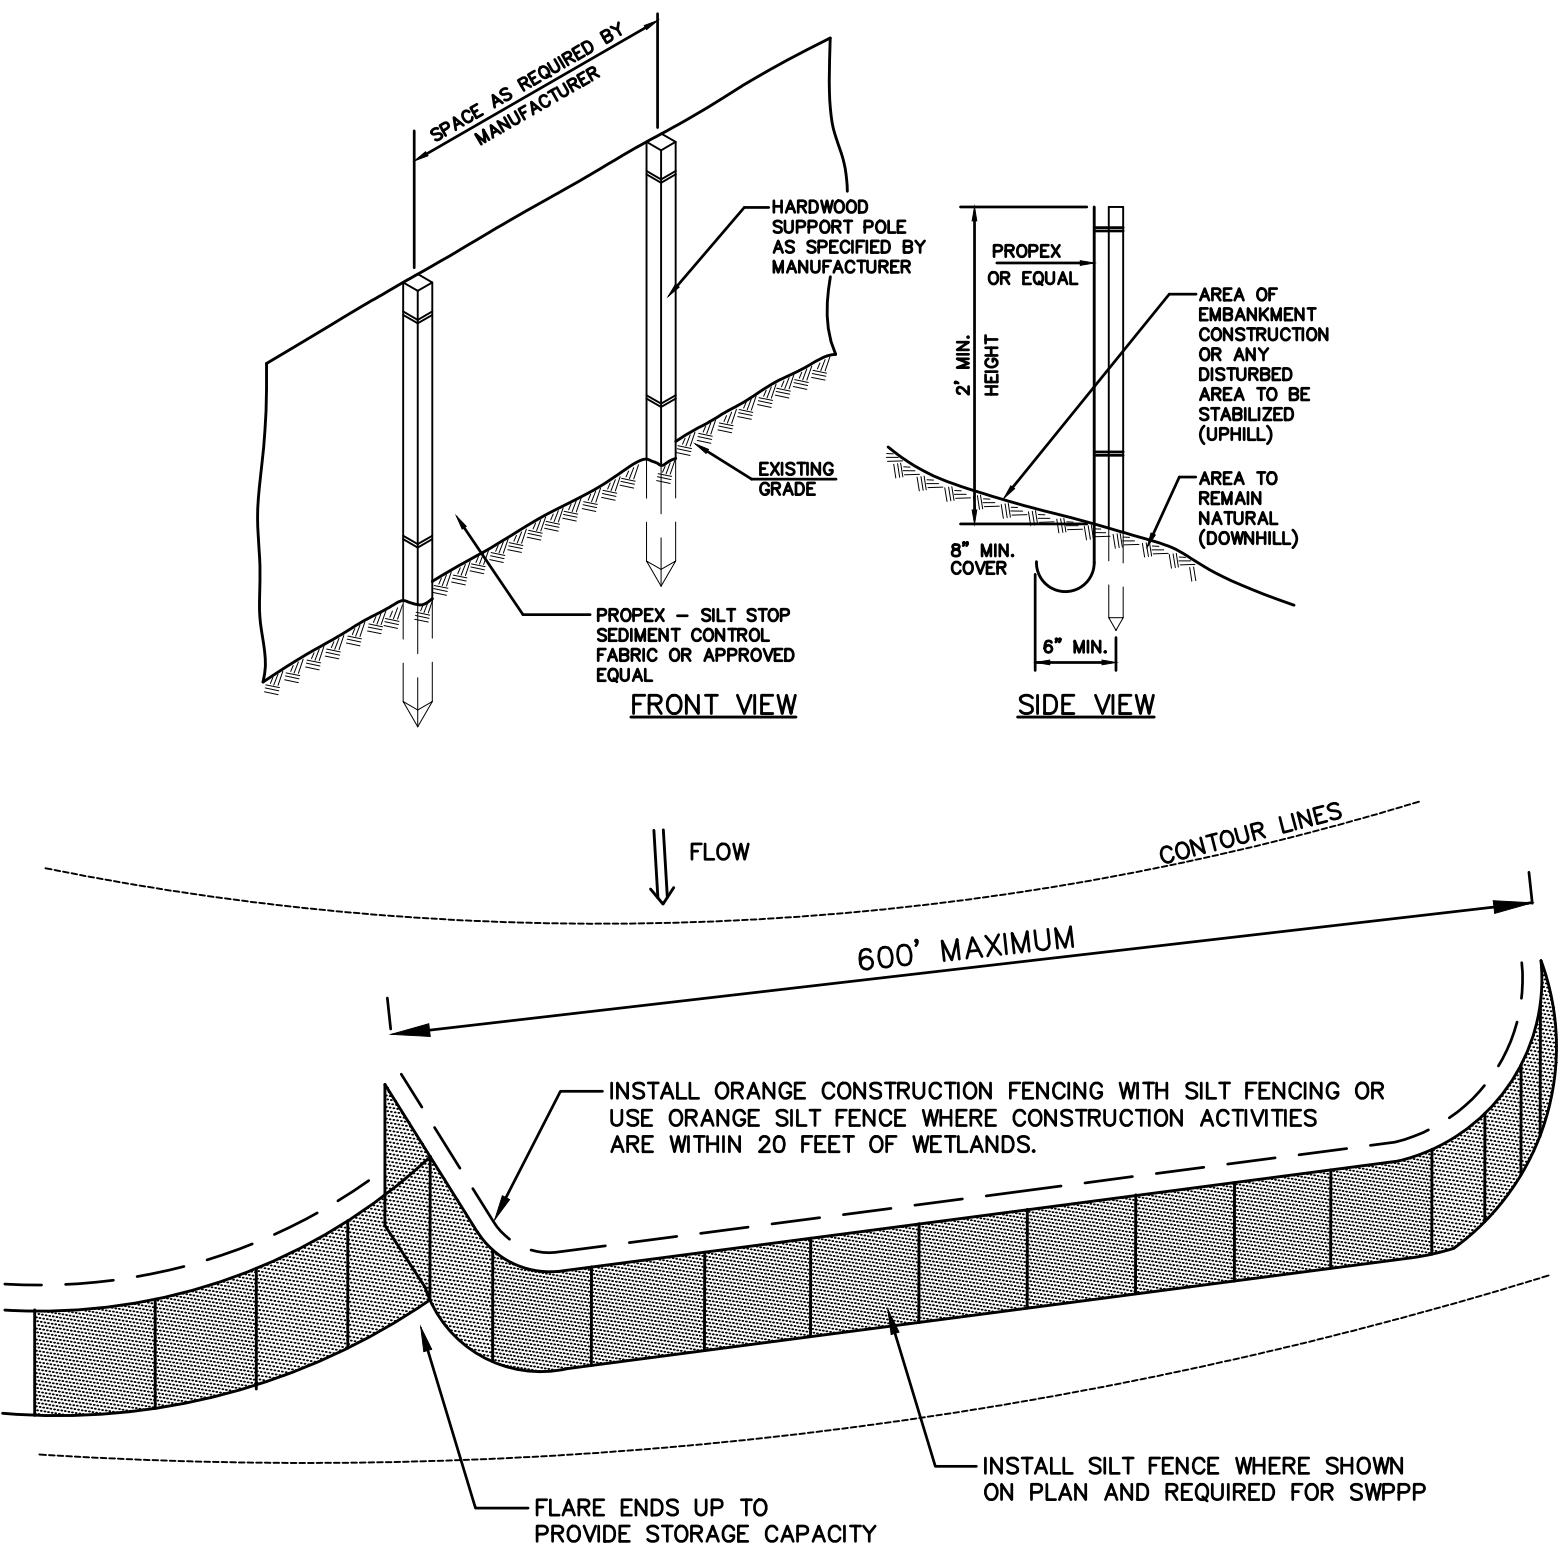 SPACE AS REQUIRED BY
MANUFACTURER
HARDWOOD
SUPPORT POLE
AS SPECIFIED BY
MANUFACTURER
EXISTING
GRADE
PROPEX – SILT STOP
SEDIMENT CONTROL
FABRIC OR APPROVED
EQUAL
FRONT VIEW
PROPEX
OR EQUAL
2' MIN.
HEIGHT
AREA OF
EMBANKMENT
CONSTRUCTION
OR ANY
DISTURBED
AREA TO BE
STABILIZED
(UPHILL)
AREA TO
REMAIN
NATURAL
(DOWNHILL)
8" MIN.
COVER
6" MIN.
SIDE VIEW
FLOW
CONTOUR LINES
600' MAXIMUM
INSTALL ORANGE CONSTRUCTION FENCING WITH SILT FENCING OR
USE ORANGE SILT FENCE WHERE CONSTRUCTION ACTIVITIES
ARE WITHIN 20 FEET OF WETLANDS.
INSTALL SILT FENCE WHERE SHOWN
ON PLAN AND REQUIRED FOR SWPPP
FLARE ENDS UP TO
PROVIDE STORAGE CAPACITY